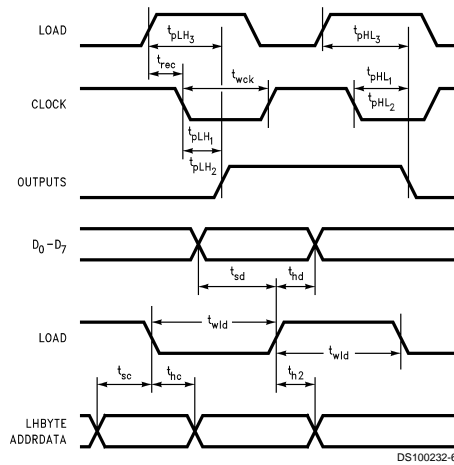 LOAD
tpLH3
tpHL3
trec
twck
tpHL1
CLOCK
tpHL2
tpLH1
tpLH2
OUTPUTS
D0–D7
tsd
thd
LOAD
twld
twld
tsc
thc
th2
LHBYTE
ADDRDATA
DS100232-6